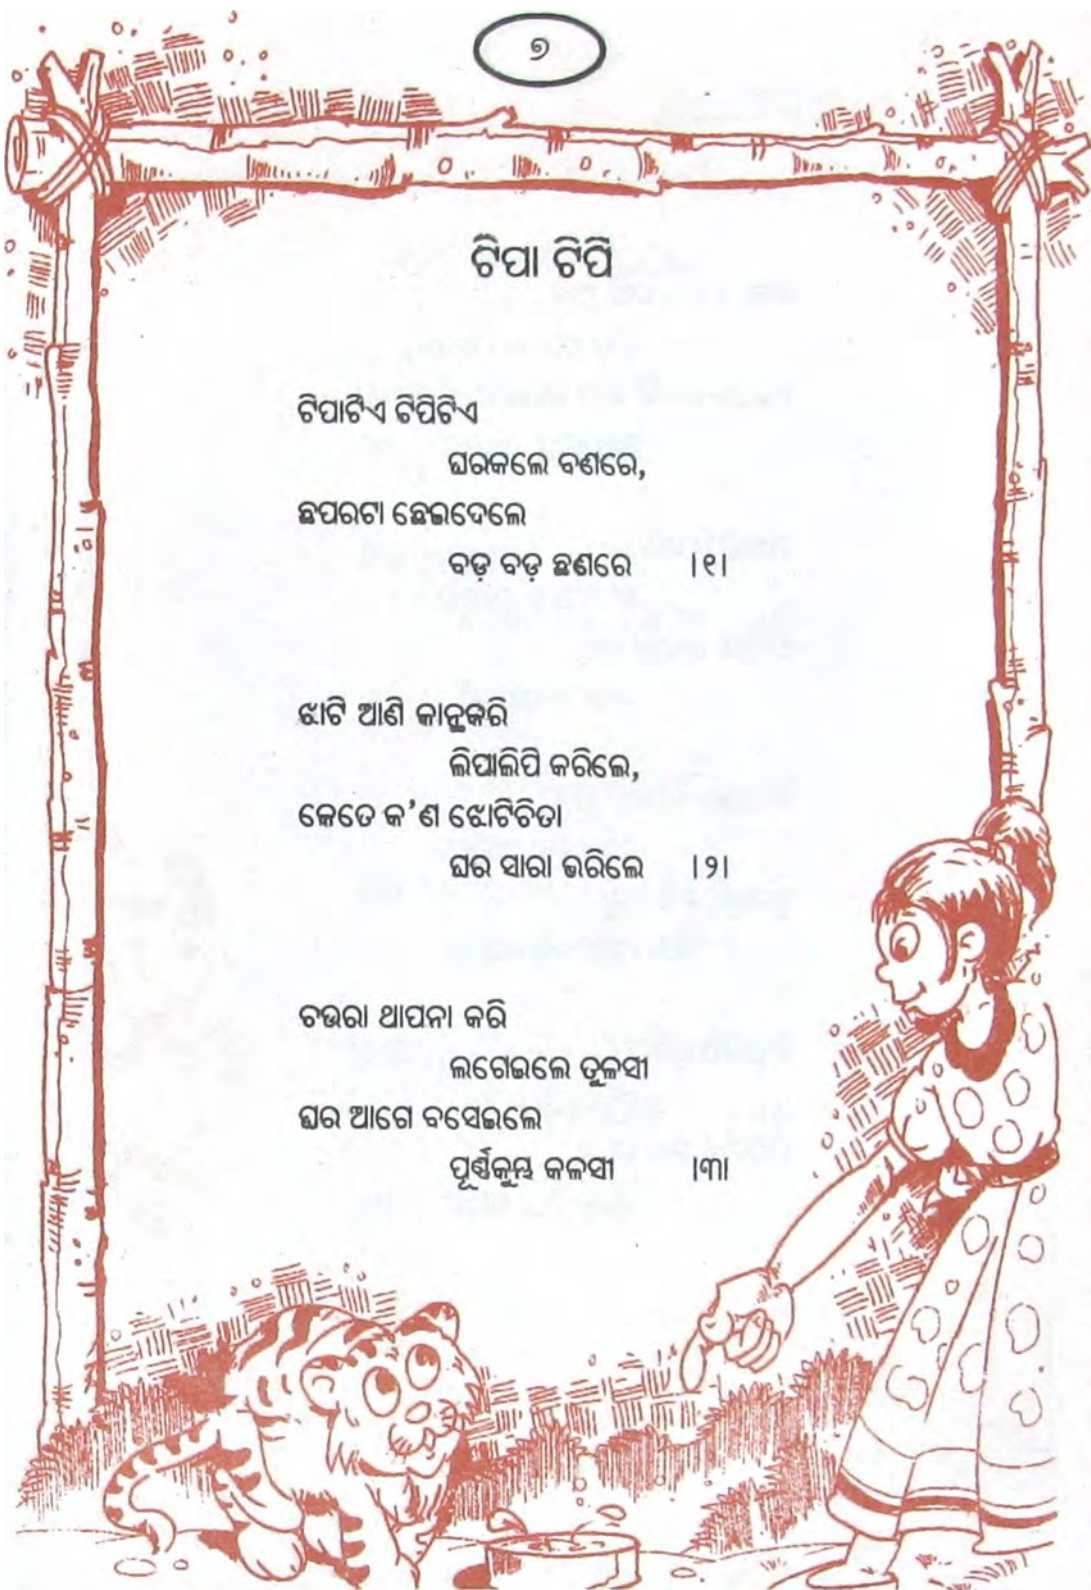 ୭
ଟିପା ଟିପି
ଟିପାଟିଏ ଟିପିଟିଏ
ଘରକଲେ ବଣରେ,
ଛପରଟା ଛେଇଦେଲେ
ବଡ଼ ବଡ଼ ଛଣରେ ।୧।
ଝାଟି ଆଣି କାନ୍ଥକରି
ଲିପାଲିପି କରିଲେ,
କେତେ କ'ଣ ଝୋଟିଚିତା
ଘର ସାରା ଭରିଲେ ।୨।
ଚଉରା ଥାପନା କରି
ଲଗେଇଲେ ତୁଳସୀ
ଘର ଆଗେ ବସେଇଲେ
ପୂର୍ଣ୍ଣକୁମ୍ଭ କଳସୀ ।୩।